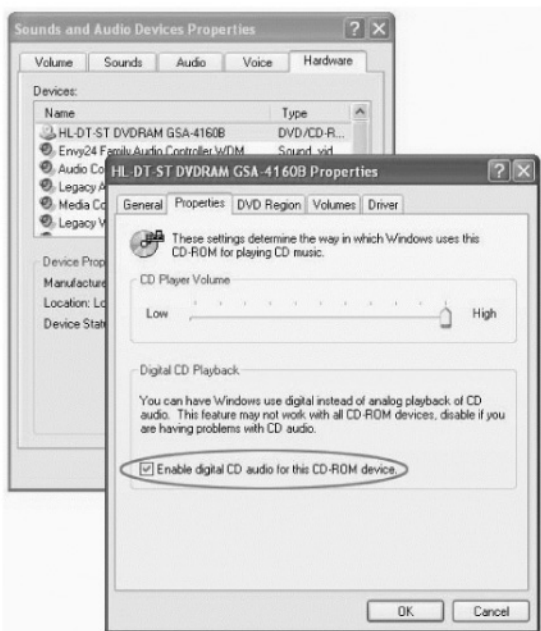 Sounds and Audio Devices Properties
Volume Sounds Audio Voice Hardware
Devices:
Name Type
HL-DT-ST DVDRAM GSA-4160B DVD/CD-R...
Envy24 Family Audio Controller WDM Sound, vid
Audio Co
Legacy A
Media Co
Legacy V
Device Prop
Manufacture
Location: Lo
Device Stat
HL-DT-ST DVDRAM GSA-4160B Properties
General Properties DVD Region Volumes Driver
These settings determine the way in which Windows uses this
CD-ROM for playing CD music.
CD Player Volume
Low High
Digital CD Playback
You can have Windows use digital instead of analog playback of CD
audio. This feature may not work with all CD-ROM devices, disable if you
are having problems with CD audio.
Enable digital CD audio for this CD-ROM device.
OK Cancel